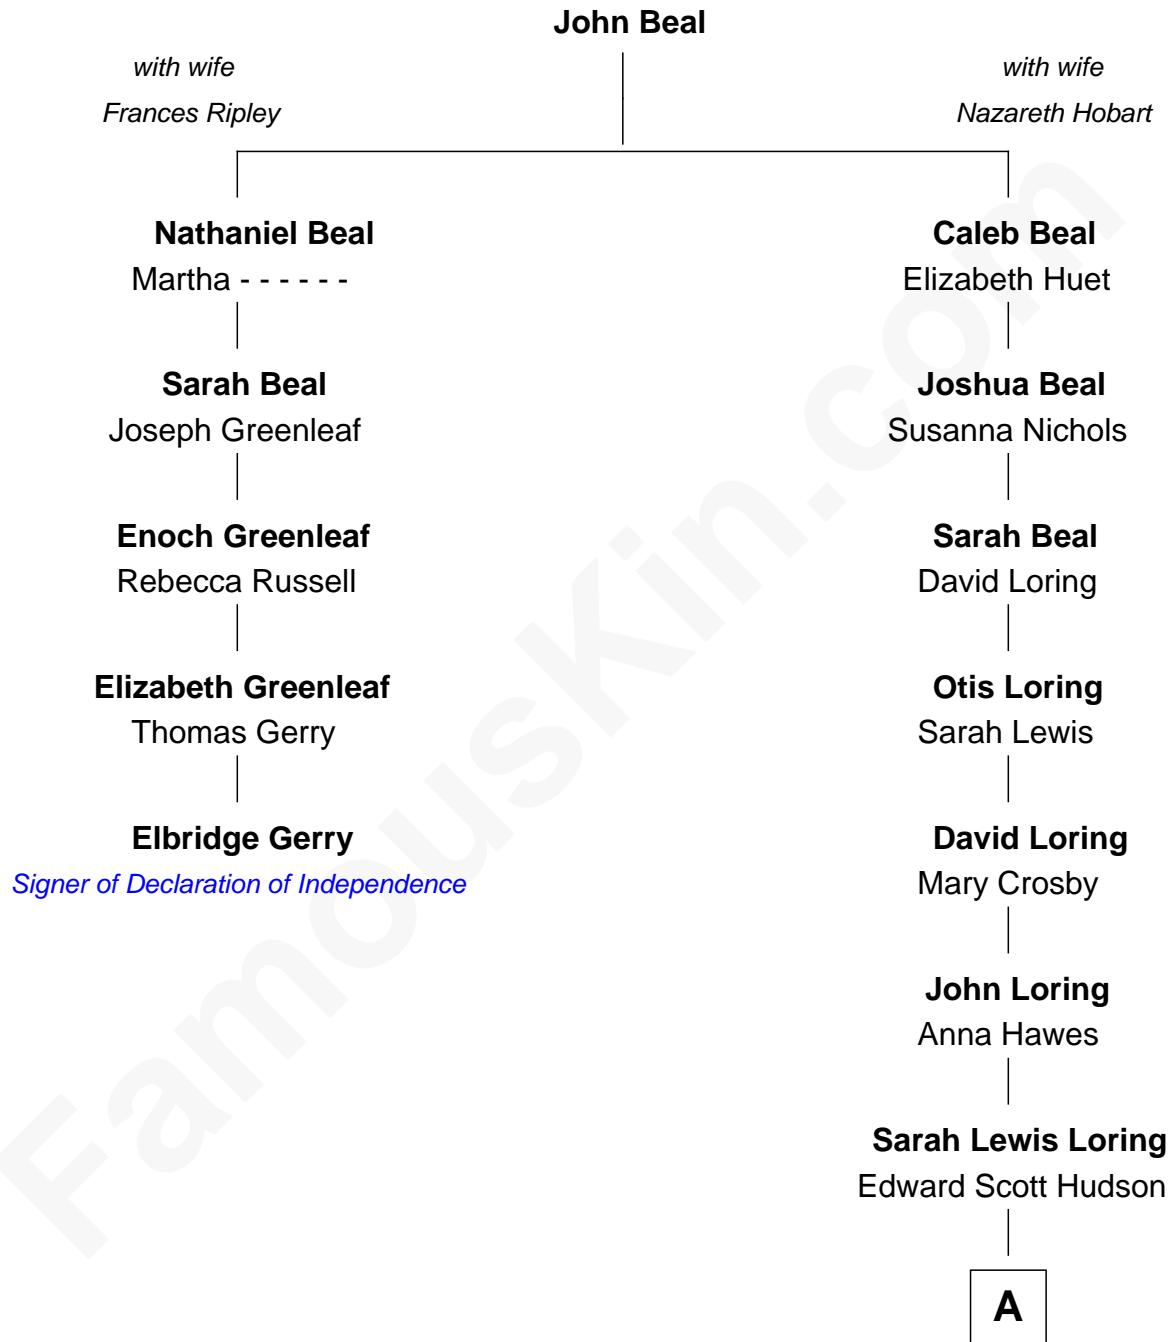 John Beal
with wife
Frances Ripley
with wife
Nazareth Hobart
Nathaniel Beal
Martha - - - - - -
Sarah Beal
Joseph Greenleaf
Enoch Greenleaf
Rebecca Russell
Elizabeth Greenleaf
Thomas Gerry
Elbridge Gerry
Signer of Declaration of Independence
Caleb Beal
Elizabeth Huet
Joshua Beal
Susanna Nichols
Sarah Beal
David Loring
Otis Loring
Sarah Lewis
David Loring
Mary Crosby
John Loring
Anna Hawes
Sarah Lewis Loring
Edward Scott Hudson
A
FamousKin.com